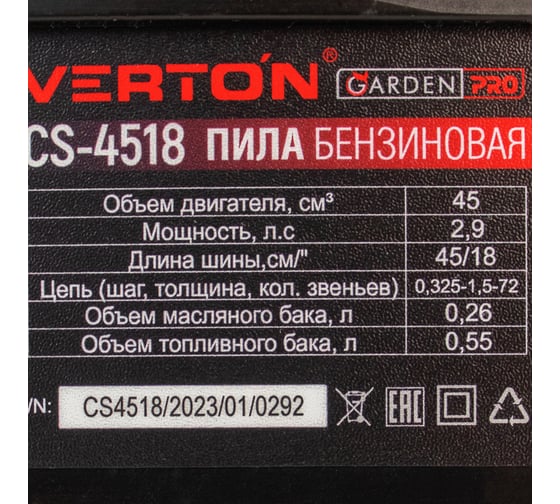 VERTON® GARDEN PRO
CS-4518 ПИЛА БЕНЗИНОВАЯ
Объем двигателя, см³ 45
Мощность, л.с 2,9
Длина шины,см/" 45/18
Цепь (шаг, толщина, кол. звеньев) 0,325-1,5-72
Объем масляного бака, л 0,26
Объем топливного бака, л 0,55
/N: CS4518/2023/01/0292 EAC